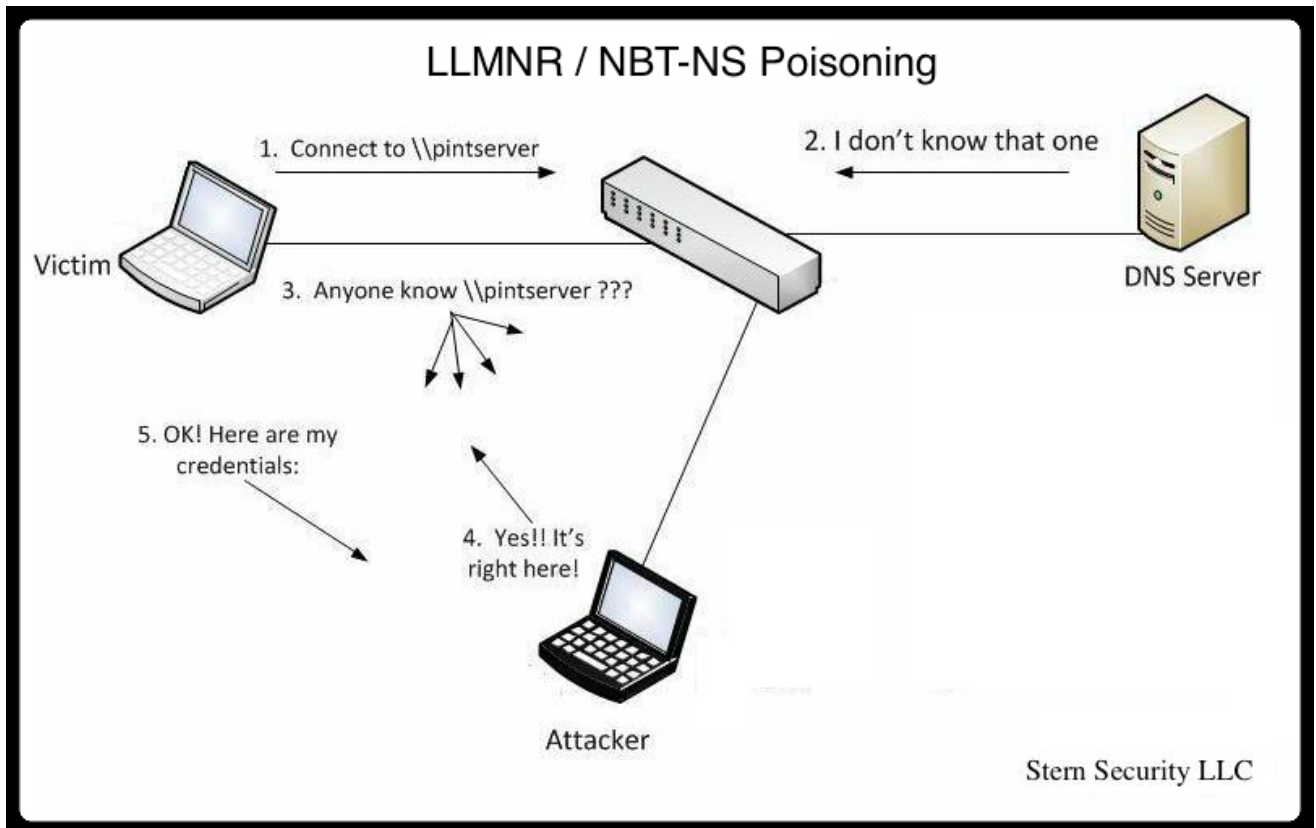 LLMNR / NBT-NS Poisoning
1. Connect to \\pintserver
2. I don't know that one
Victim
DNS Server
3. Anyone know \\pintserver ???
5. OK! Here are my
credentials:
4. Yes!! It's
right here!
Attacker
Stern Security LLC